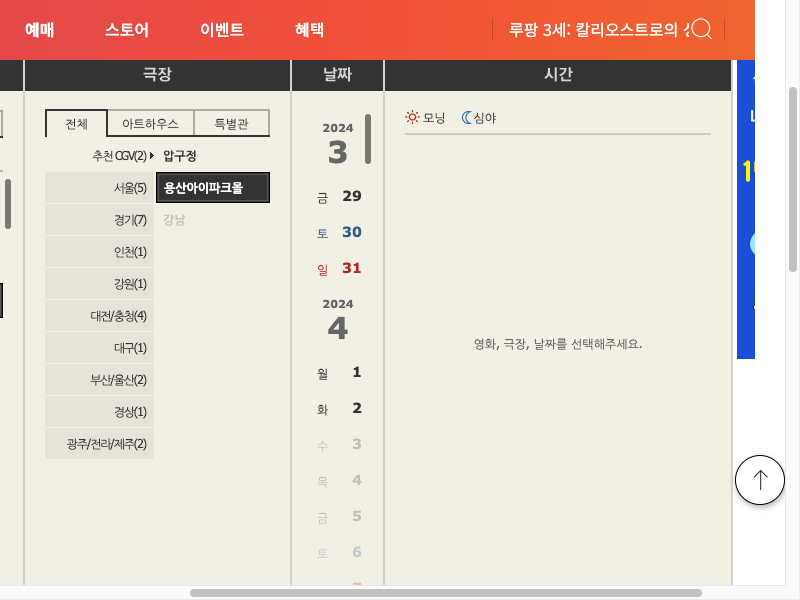 예매 스토어 이벤트 혜택 루팡 3세: 칼리오스트로의
극장 날짜 시간
전체 아트하우스 특별관
추천 CGV(2) 압구정
서울(5) 용산아이파크몰
경기(7) 강남
인천(1)
강원(1)
대전/충청(4)
대구(1)
부산/울산(2)
경상(1)
광주/전라/제주(2)
2024
3
금 29
토 30
일 31
2024
4
월 1
화 2
수 3
목 4
금 5
토 6
모닝 심야
영화, 극장, 날짜를 선택해주세요.